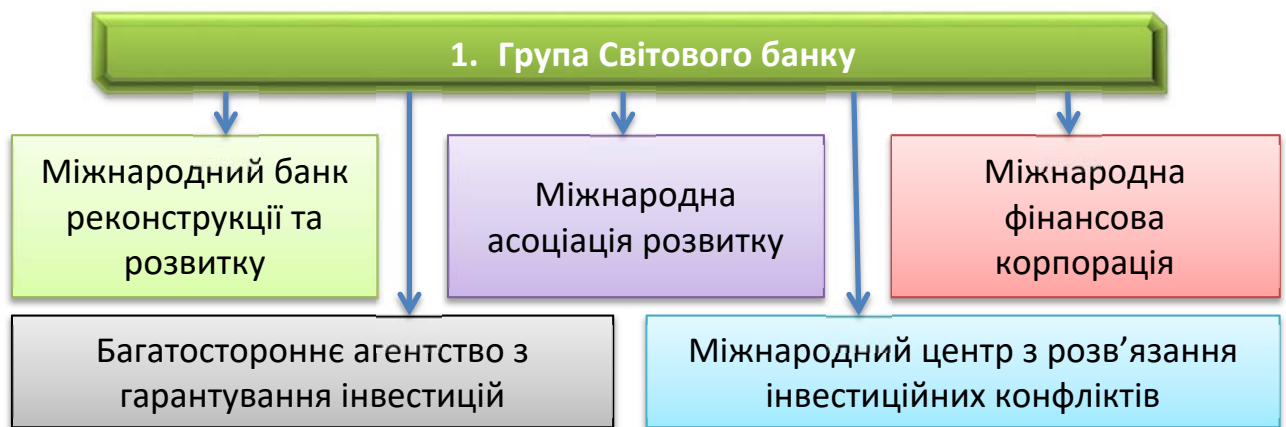 1. Група Світового банку
Міжнародний банк
реконструкції та
розвитку
Міжнародна
асоціація розвитку
Міжнародна
фінансова
корпорація
Багатостороннє агентство з
гарантування інвестицій
Міжнародний центр з розв’язання
інвестиційних конфліктів